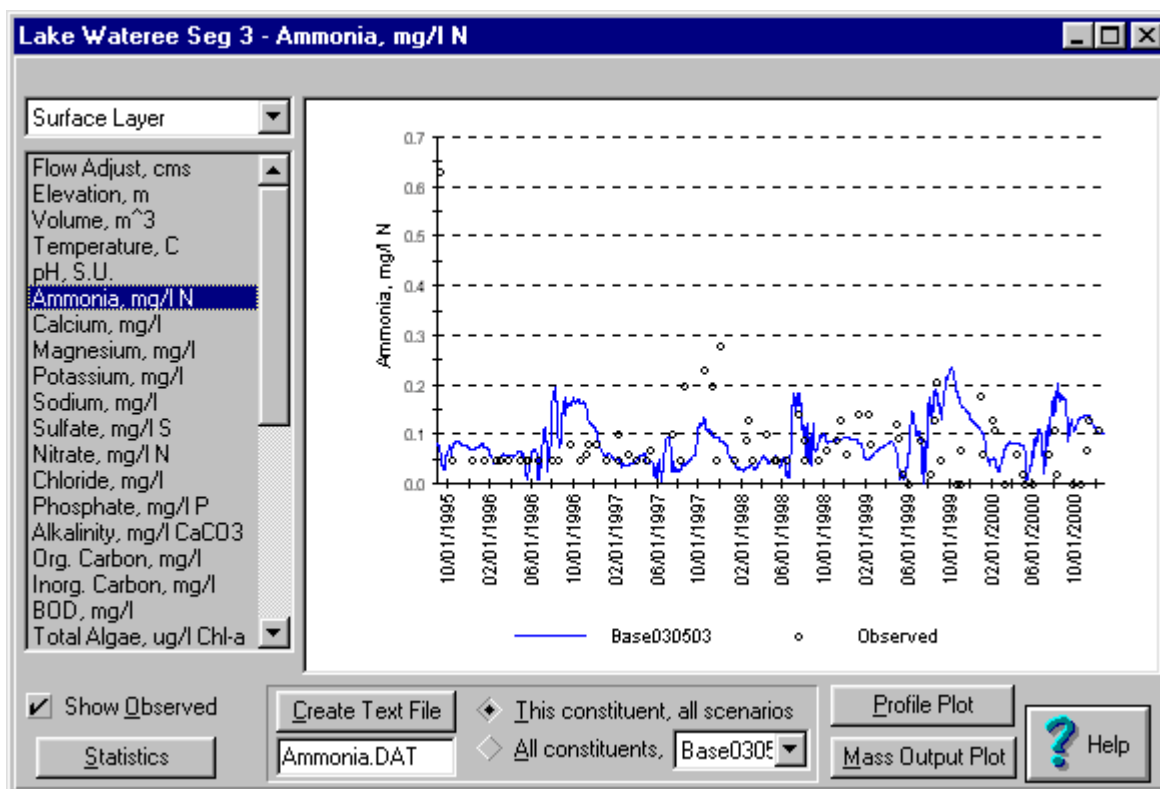 Lake Wateree Seg 3 - Ammonia, mg/l N
Surface Layer
Flow Adjust, cms
Elevation, m
Volume, m^3
Temperature, C
pH, S.U.
Ammonia, mg/l N
Calcium, mg/l
Magnesium, mg/l
Potassium, mg/l
Sodium, mg/l
Sulfate, mg/l S
Nitrate, mg/l N
Chloride, mg/l
Phosphate, mg/l P
Alkalinity, mg/l CaCO3
Org. Carbon, mg/l
Inorg. Carbon, mg/l
BOD, mg/l
Total Algae, ug/l Chl-a
Ammonia, mg/l N
0.7
0.6
0.5
0.4
0.3
0.2
0.1
0.0
10/01/1995
02/01/1996
06/01/1996
10/01/1996
02/01/1997
06/01/1997
10/01/1997
02/01/1998
06/01/1998
10/01/1998
02/01/1999
06/01/1999
10/01/1999
02/01/2000
06/01/2000
10/01/2000
Base030503
Observed
Show Observed
Statistics
Create Text File
Ammonia.DAT
This constituent, all scenarios
All constituents,
Base0305
Profile Plot
Mass Output Plot
Help